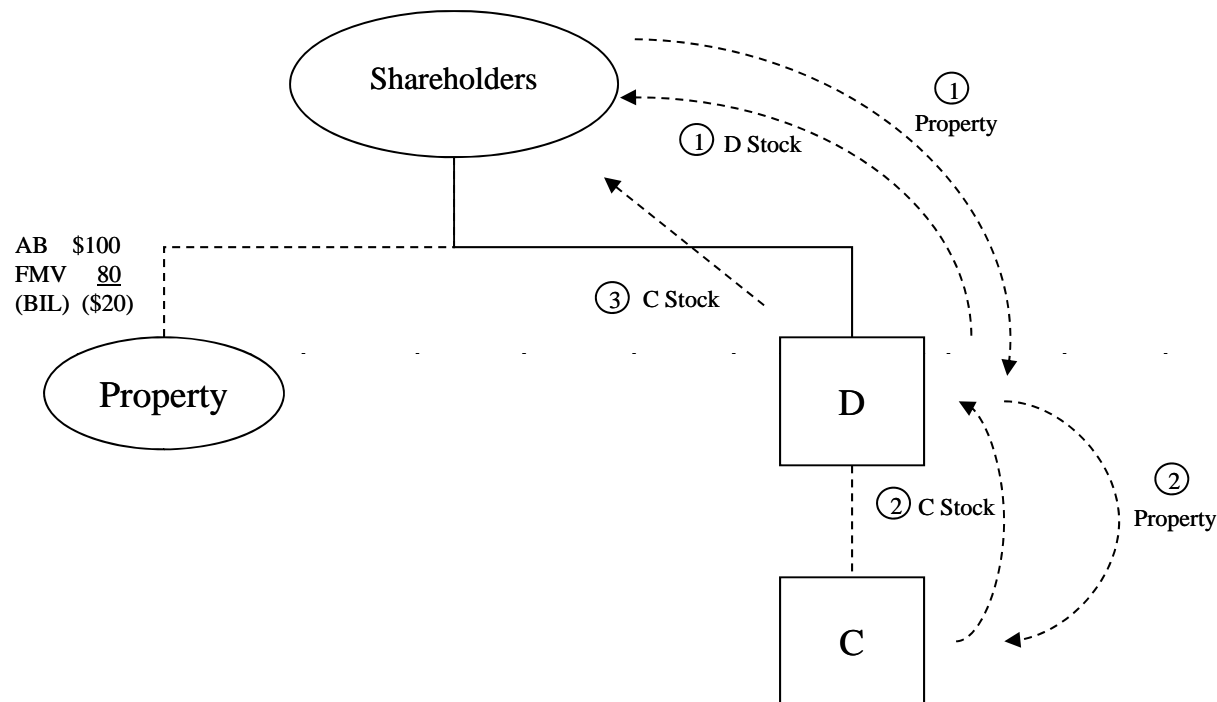 Shareholders
1
Property
1 D Stock
AB $100
FMV 80
(BIL) ($20)
3 C Stock
Property
D
2 C Stock
2
Property
C